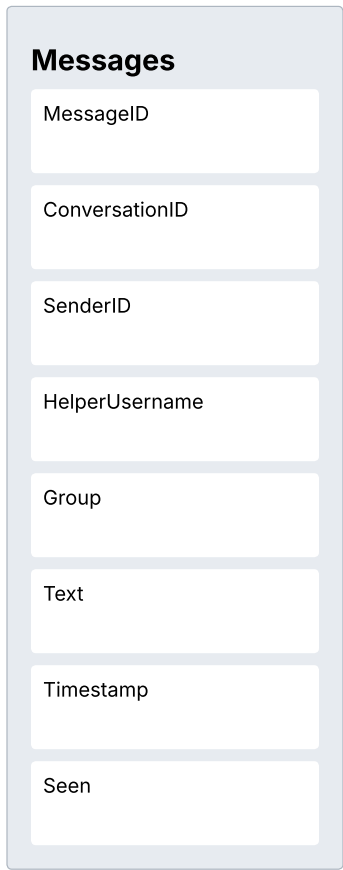 Messages
MessageID
ConversationID
SenderID
HelperUsername
Group
Text
Timestamp
Seen